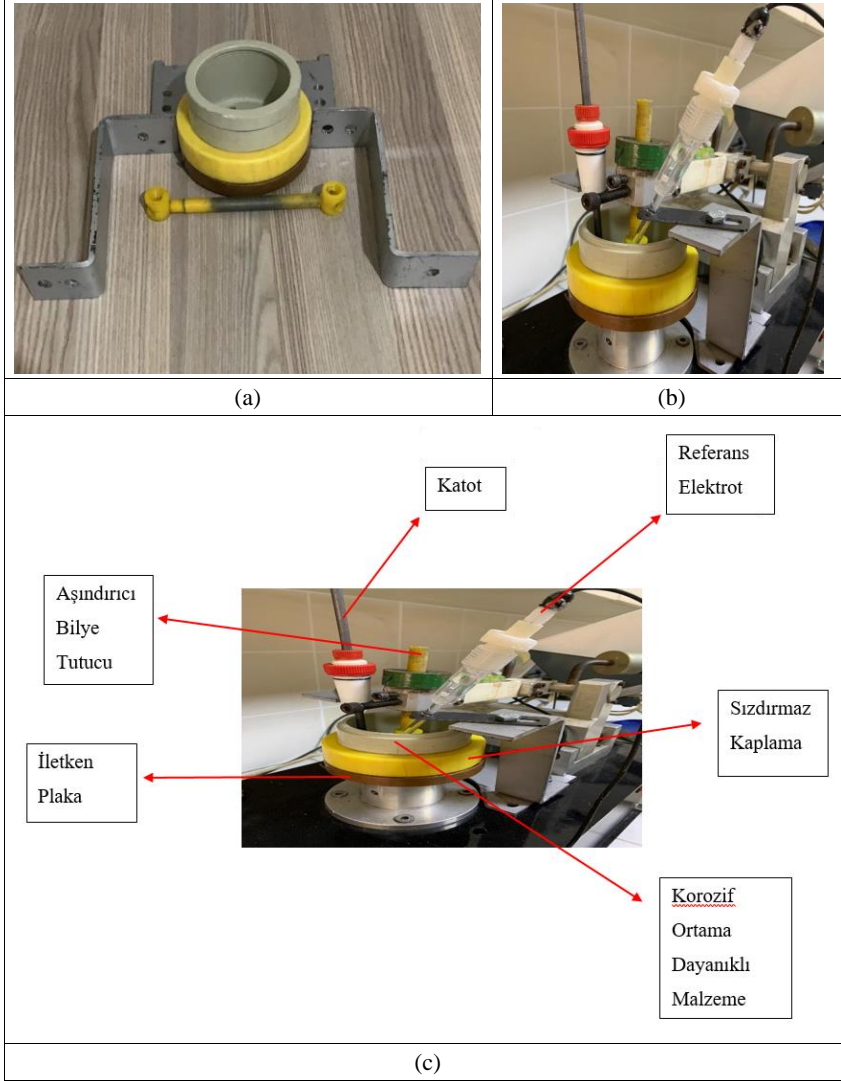 (a)
(b)
Referans
Elektrot
Katot
Aşındırıcı
Bilye
Tutucu
Sızdırmaz
Kaplama
İletken
Plaka
Korozif
Ortama
Dayanıklı
Malzeme
(c)